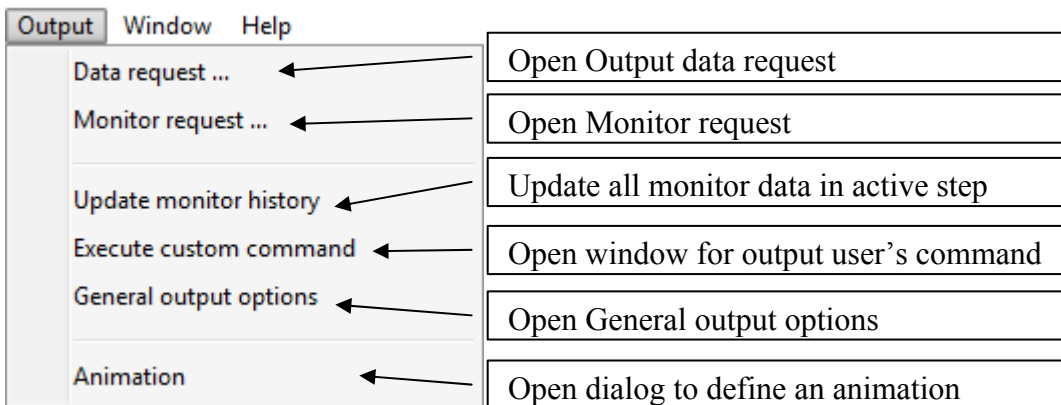 Output Window Help
Data request ... Open Output data request
Monitor request ... Open Monitor request
Update monitor history Update all monitor data in active step
Execute custom command Open window for output user’s command
General output options Open General output options
Animation Open dialog to define an animation